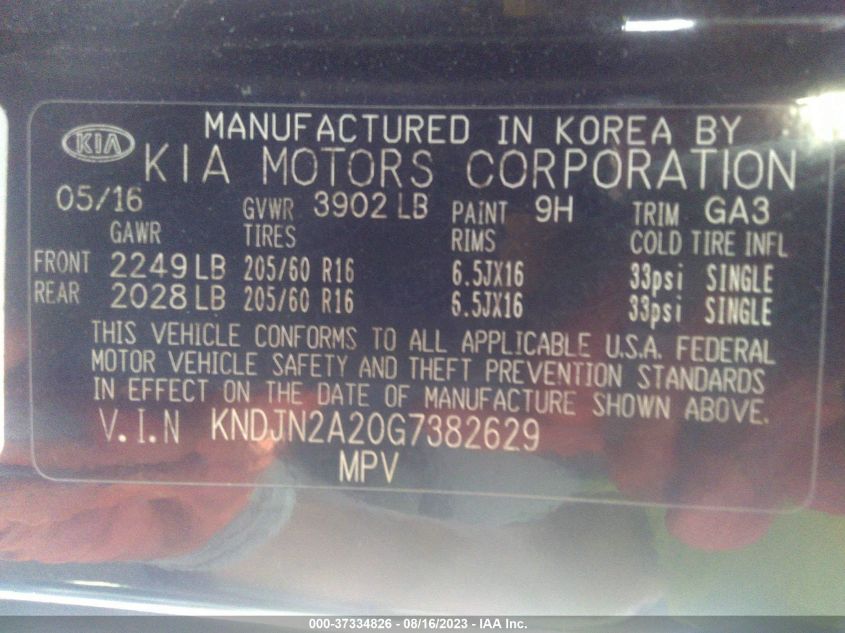 MANUFACTURED IN KOREA BY
KIA KIA MOTORS CORPORATION
05/16 GVWR 3902 LB PAINT 9H TRIM GA3
GAWR TIRES RIMS COLD TIRE INFL
FRONT 2249 LB 205/60 R16 6.5JX16 33psi SINGLE
REAR 2028 LB 205/60 R16 6.5JX16 33psi SINGLE
THIS VEHICLE CONFORMS TO ALL APPLICABLE U.S.A. FEDERAL
MOTOR VEHICLE SAFETY AND THEFT PREVENTION STANDARDS
IN EFFECT ON THE DATE OF MANUFACTURE SHOWN ABOVE.
V.I.N KNDJN2A20G7382629
MPV
000-37334826 - 08/16/2023 - IAA Inc.